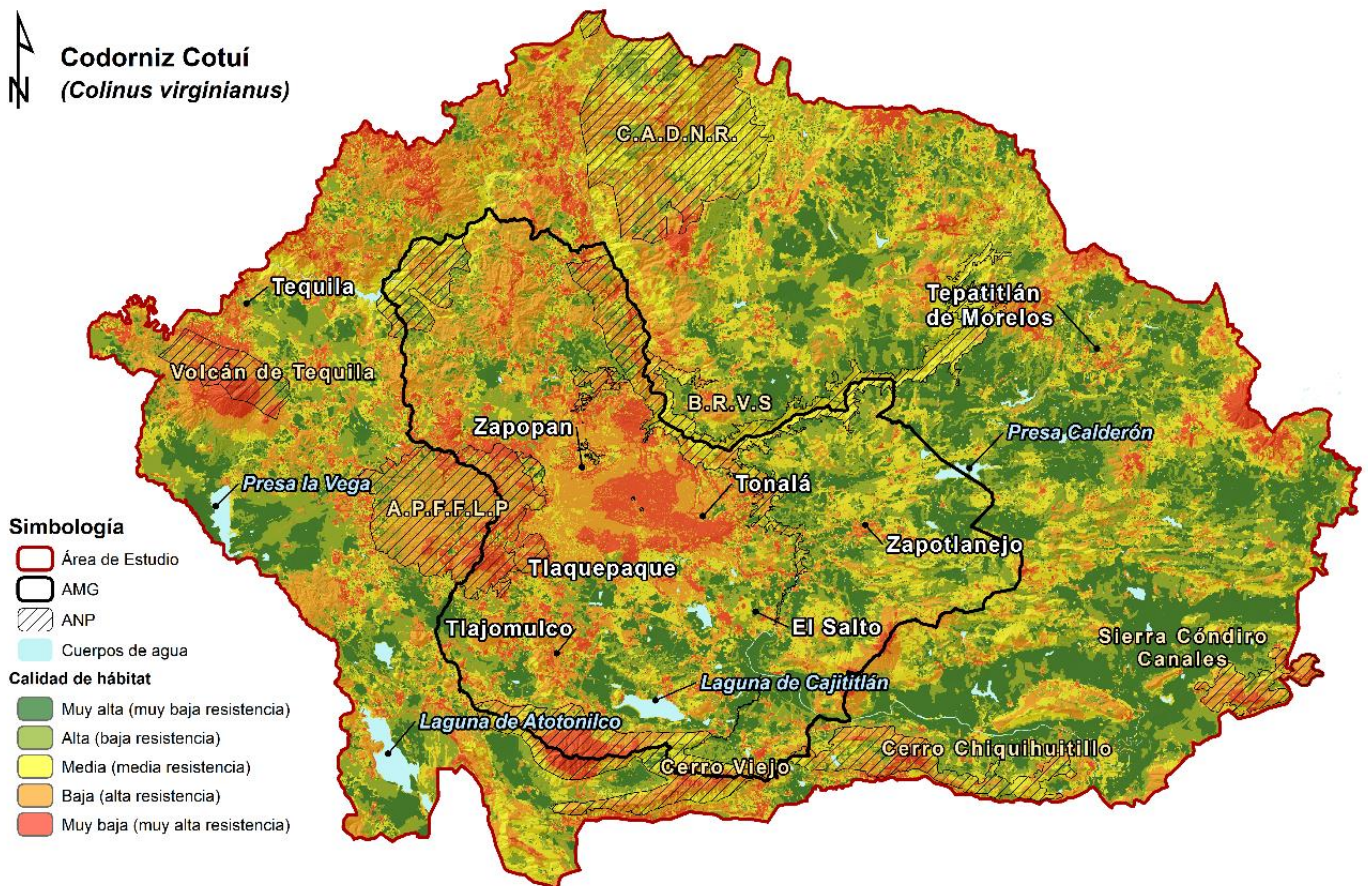 Codorniz Cotuí
(Colinus virginianus)
N
C.A.D.N.R.
Tequila
Tepatitlán
de Morelos
Volcán de Tequila
B.R.V.S
Zapopan
Presa Calderón
Presa la Vega
Tonalá
A.P.F.F.L.P
Zapotlanejo
Tlaquepaque
Tlajomulco
El Salto
Sierra Cóndiro
Canales
Laguna de Cajititlán
Laguna de Atotonilco
Cerro Chiquihuitillo
Cerro Viejo
Simbología
Área de Estudio
AMG
ANP
Cuerpos de agua
Calidad de hábitat
Muy alta (muy baja resistencia)
Alta (baja resistencia)
Media (media resistencia)
Baja (alta resistencia)
Muy baja (muy alta resistencia)